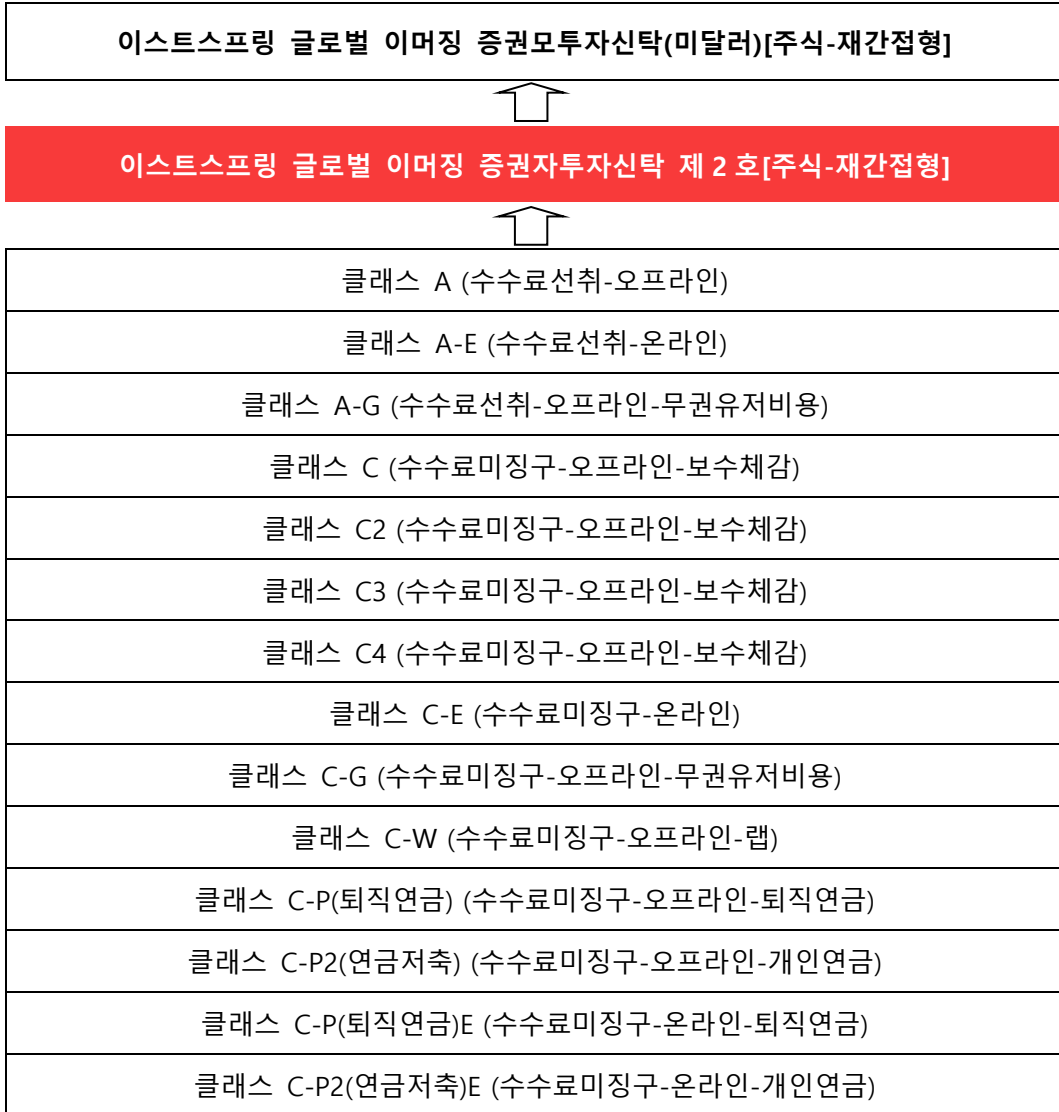 이스트스프링 글로벌 이머징 증권모투자신탁(미달러)[주식-재간접형]
이스트스프링 글로벌 이머징 증권자투자신탁 제 2 호[주식-재간접형]
클래스 A (수수료선취-오프라인)
클래스 A-E (수수료선취-온라인)
클래스 A-G (수수료선취-오프라인-무권유저비용)
클래스 C (수수료미징구-오프라인-보수체감)
클래스 C2 (수수료미징구-오프라인-보수체감)
클래스 C3 (수수료미징구-오프라인-보수체감)
클래스 C4 (수수료미징구-오프라인-보수체감)
클래스 C-E (수수료미징구-온라인)
클래스 C-G (수수료미징구-오프라인-무권유저비용)
클래스 C-W (수수료미징구-오프라인-랩)
클래스 C-P(퇴직연금) (수수료미징구-오프라인-퇴직연금)
클래스 C-P2(연금저축) (수수료미징구-오프라인-개인연금)
클래스 C-P(퇴직연금)E (수수료미징구-온라인-퇴직연금)
클래스 C-P2(연금저축)E (수수료미징구-온라인-개인연금)